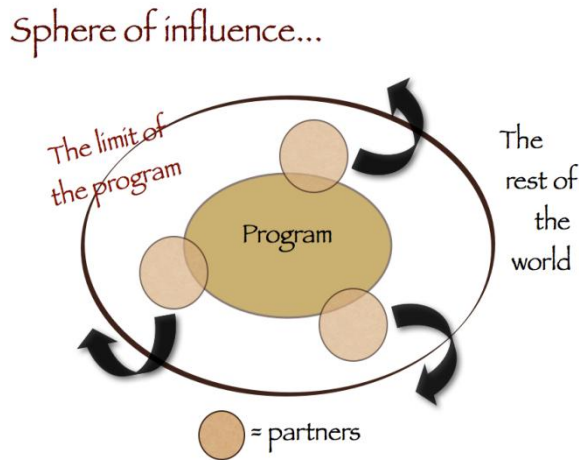 Sphere of influence...
The limit of
the program
The
rest of
the
world
Program
= partners